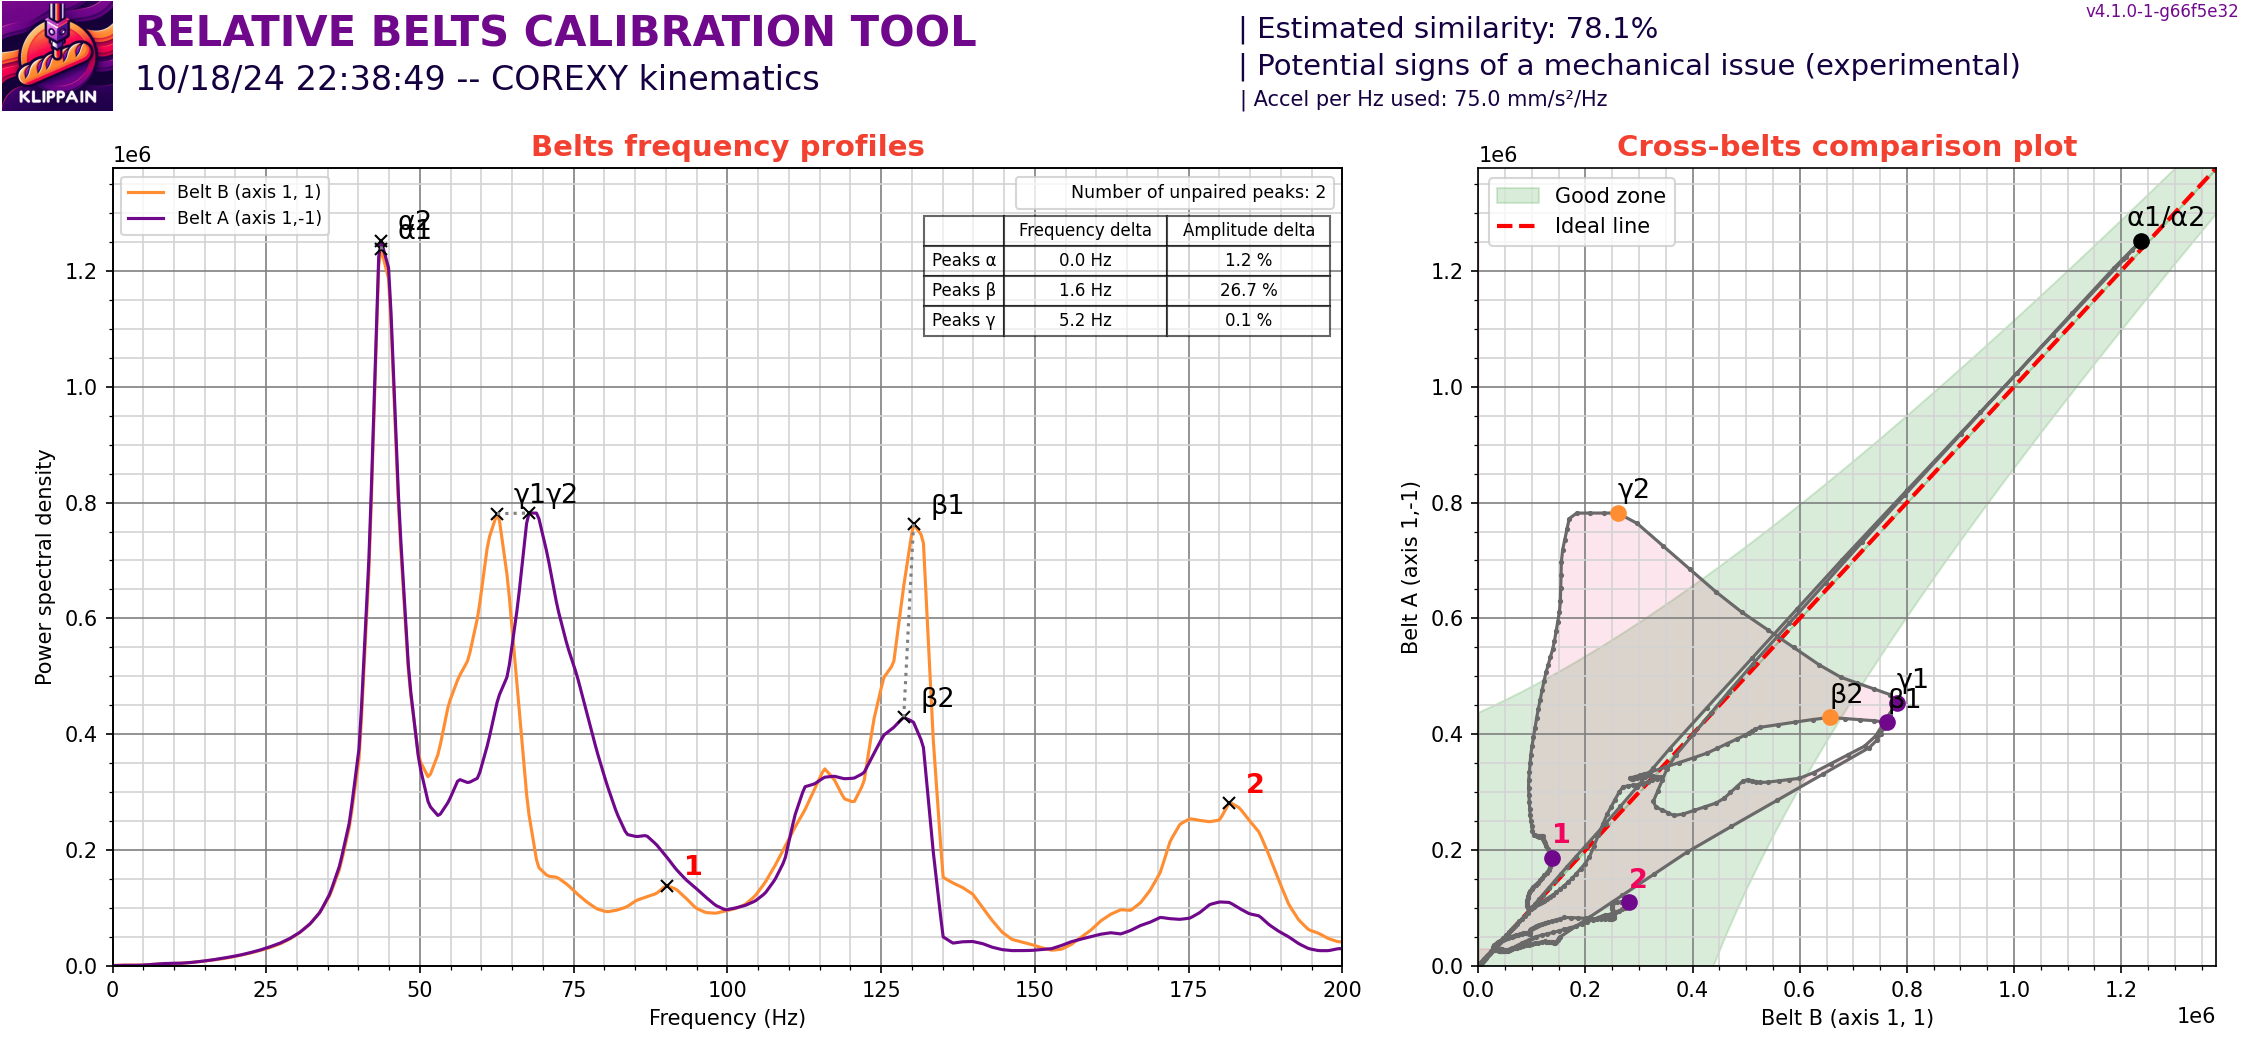 KLIPPAIN
RELATIVE BELTS CALIBRATION TOOL
10/18/24 22:38:49 -- COREXY kinematics
| Estimated similarity: 78.1%
| Potential signs of a mechanical issue (experimental)
| Accel per Hz used: 75.0 mm/s²/Hz
v4.1.0-1-g66f5e32
Belts frequency profiles
1e6
Belt B (axis 1, 1)
Belt A (axis 1,-1)
Number of unpaired peaks: 2
Frequency delta Amplitude delta
Peaks α 0.0 Hz 1.2 %
Peaks β 1.6 Hz 26.7 %
Peaks γ 5.2 Hz 0.1 %
α2
α1
γ1 γ2
β1
β2
1
2
Power spectral density
1.2
1.0
0.8
0.6
0.4
0.2
0.0
0 25 50 75 100 125 150 175 200
Frequency (Hz)
Cross-belts comparison plot
1e6
Good zone
Ideal line
α1/α2
γ2
γ1
β2
β1
1
2
Belt A (axis 1,-1)
1.2
1.0
0.8
0.6
0.4
0.2
0.0
0.0 0.2 0.4 0.6 0.8 1.0 1.2
1e6
Belt B (axis 1, 1)